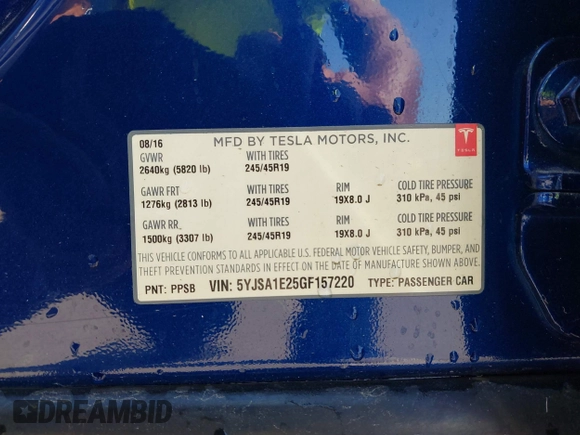 08/16 MFD BY TESLA MOTORS, INC.
TESLA
GVWR WITH TIRES
2640kg (5820 lb) 245/45R19
GAWR FRT WITH TIRES RIM COLD TIRE PRESSURE
1276kg (2813 lb) 245/45R19 19X8.0 J 310 kPa, 45 psi
GAWR RR WITH TIRES RIM COLD TIRE PRESSURE
1500kg (3307 lb) 245/45R19 19X8.0 J 310 kPa, 45 psi
THIS VEHICLE CONFORMS TO ALL APPLICABLE U.S. FEDERAL MOTOR VEHICLE SAFETY, BUMPER, AND
THEFT PREVENTION STANDARDS IN EFFECT ON THE DATE OF MANUFACTURE SHOWN ABOVE.
PNT: PPSB VIN: 5YJSA1E25GF157220 TYPE: PASSENGER CAR
DREAMBID